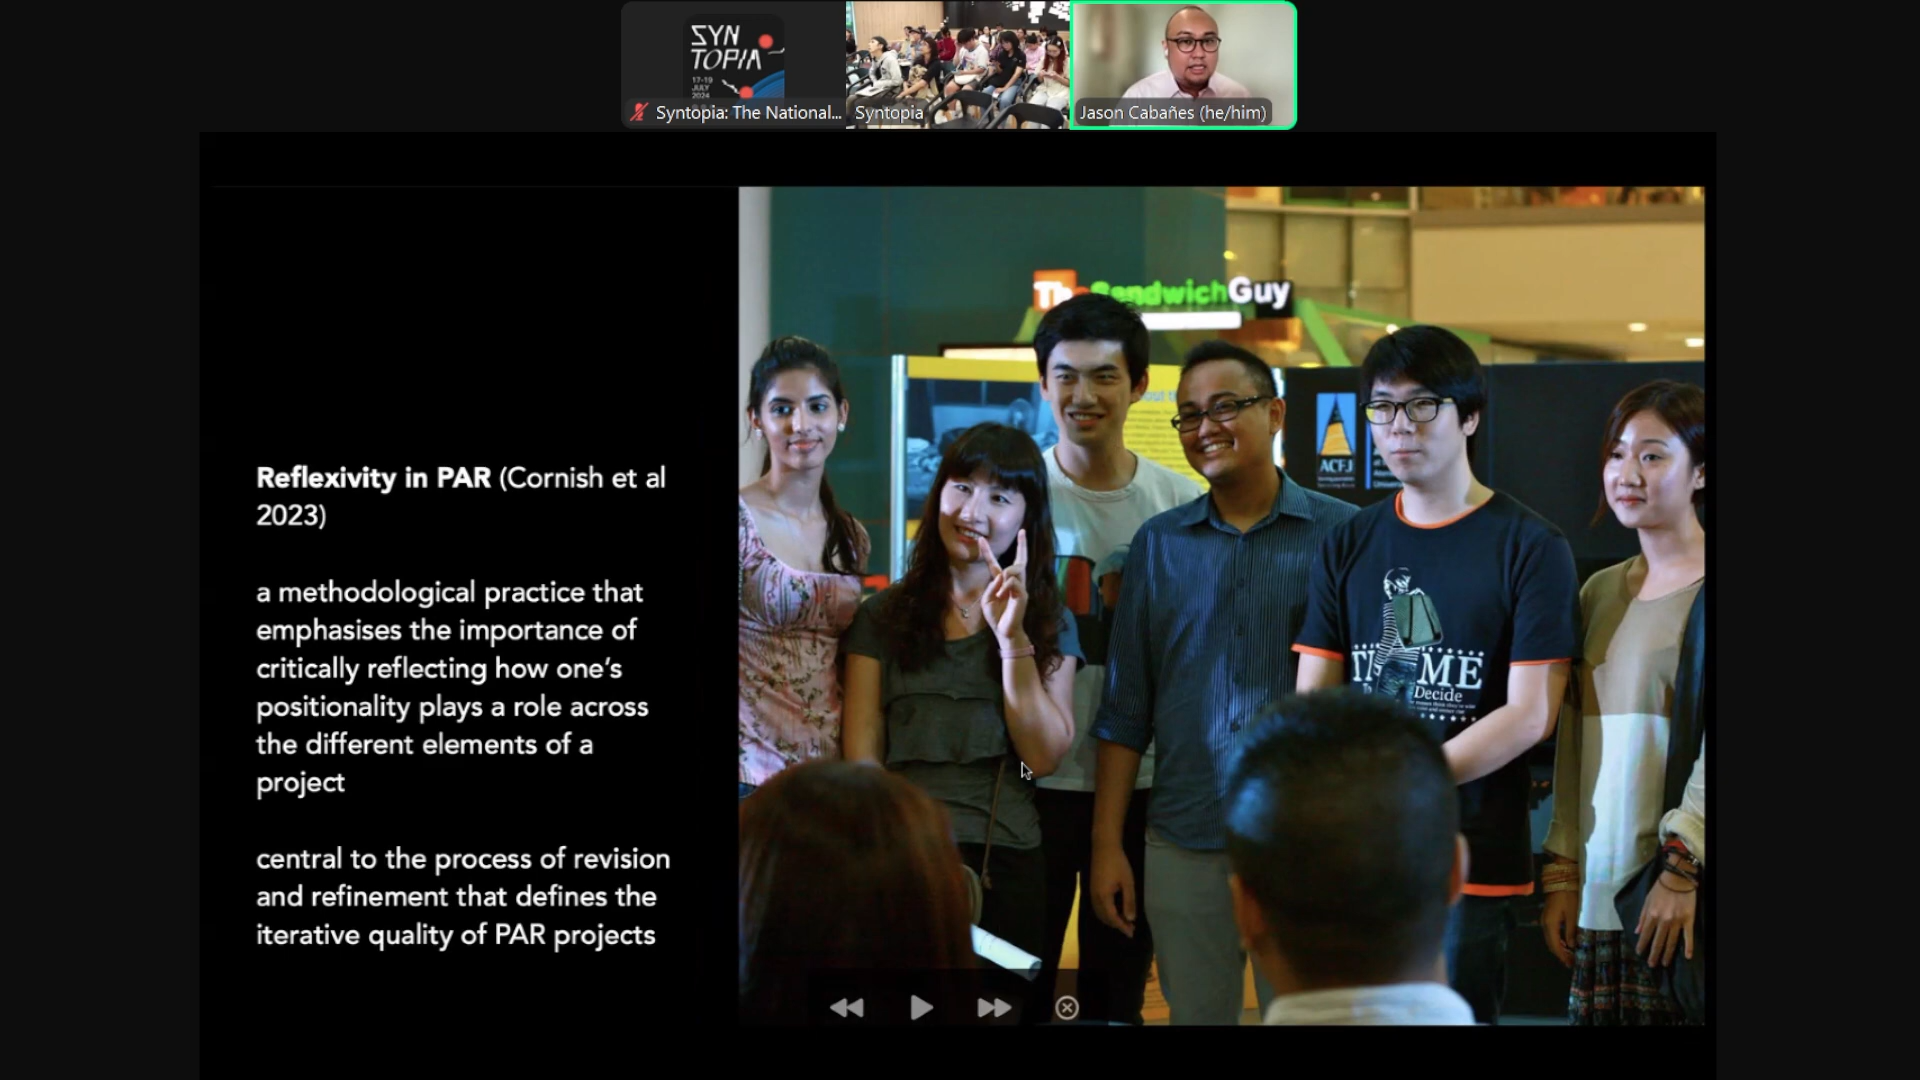 SYN
TOPIA
17-19
JULY
2024
Syntopia: The National...
Syntopia
Jason Cabañes (he/him)
Reflexivity in PAR (Cornish et al
2023)
a methodological practice that
emphasises the importance of
critically reflecting how one's
positionality plays a role across
the different elements of a
project
central to the process of revision
and refinement that defines the
iterative quality of PAR projects
TheSandwichGuy
ACFJ
ME
Decide